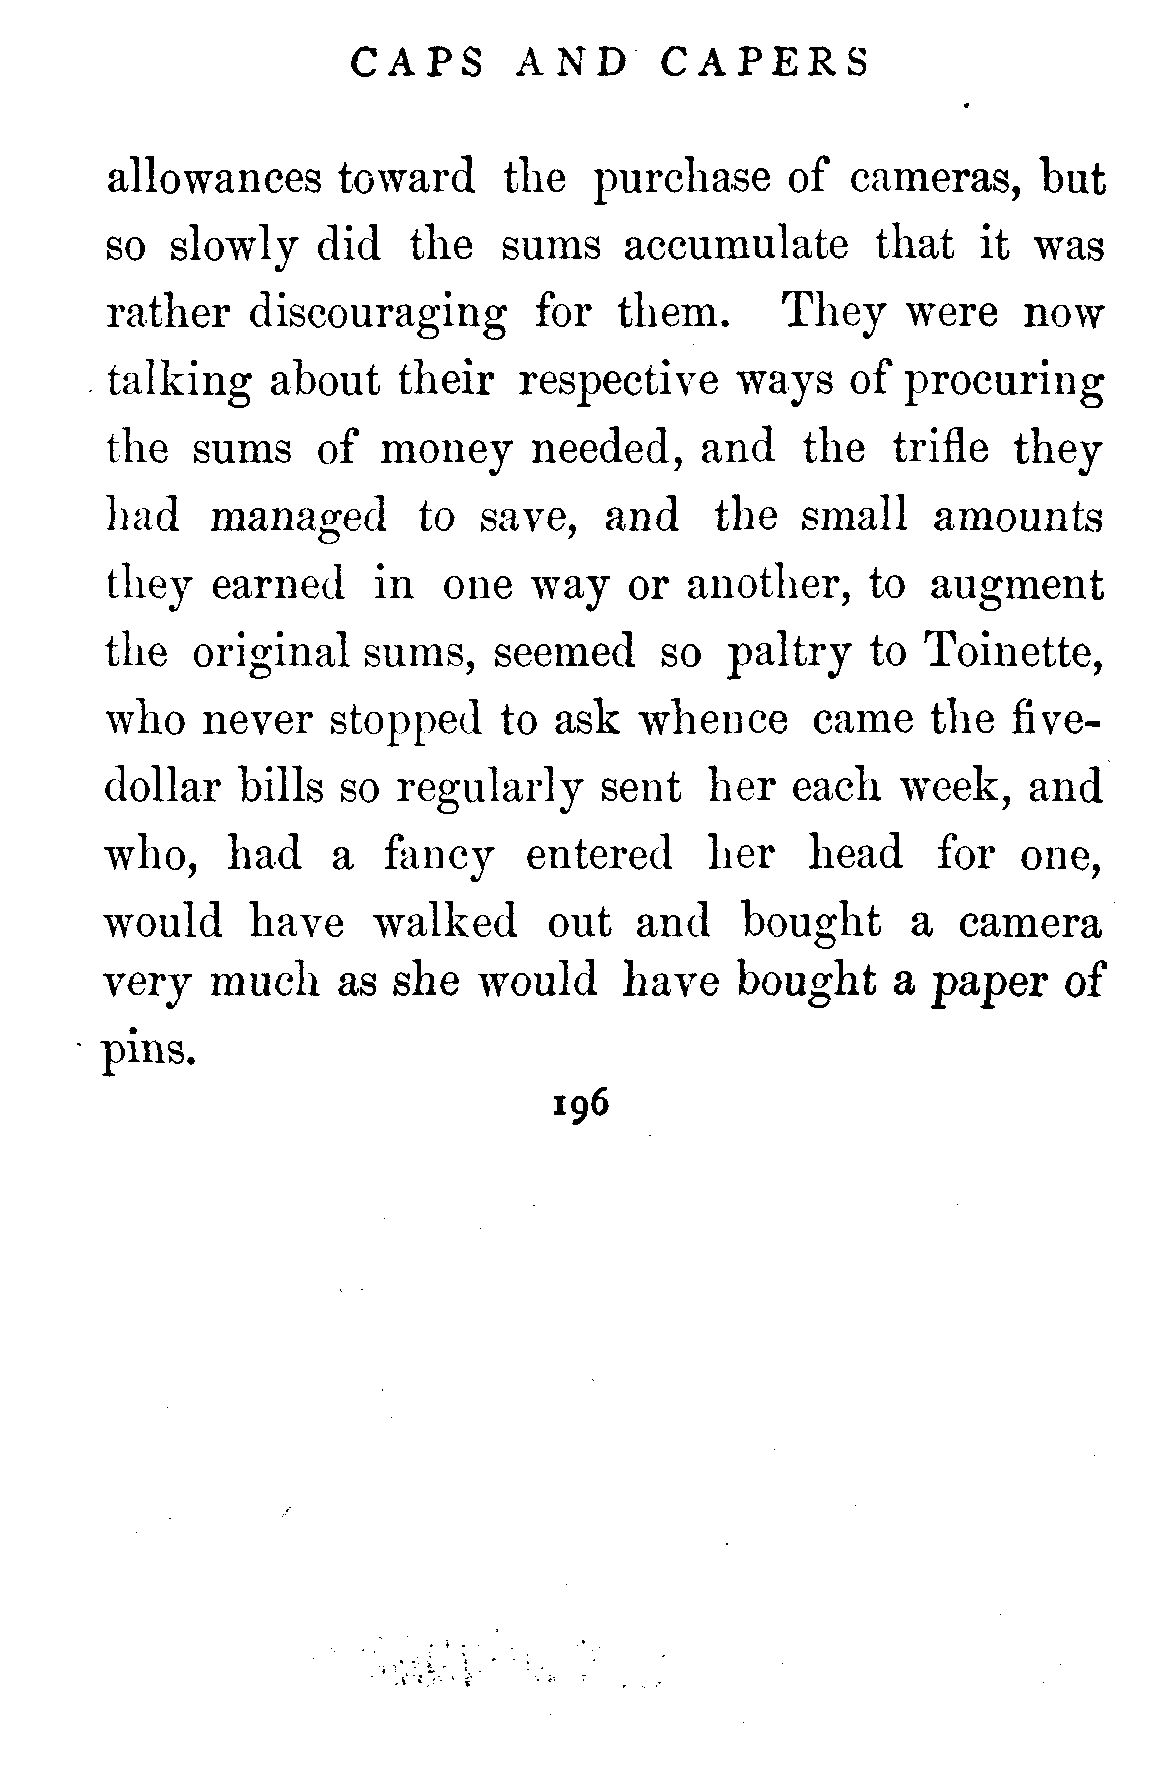 CAPS AND CAPERS
allowances toward the purchase of cameras, but
so slowly did the sums accumulate that it was
rather discouraging for them. They were now
talking about their respective ways of procuring
the sums of money needed, and the trifle they
had managed to save, and the small amounts
they earned in one way or another, to augment
the original sums, seemed so paltry to Toinette,
who never stopped to ask whence came the five-
dollar bills so regularly sent her each week, and
who, had a fancy entered her head for one,
would have walked out and bought a camera
very much as she would have bought a paper of
pins.
196